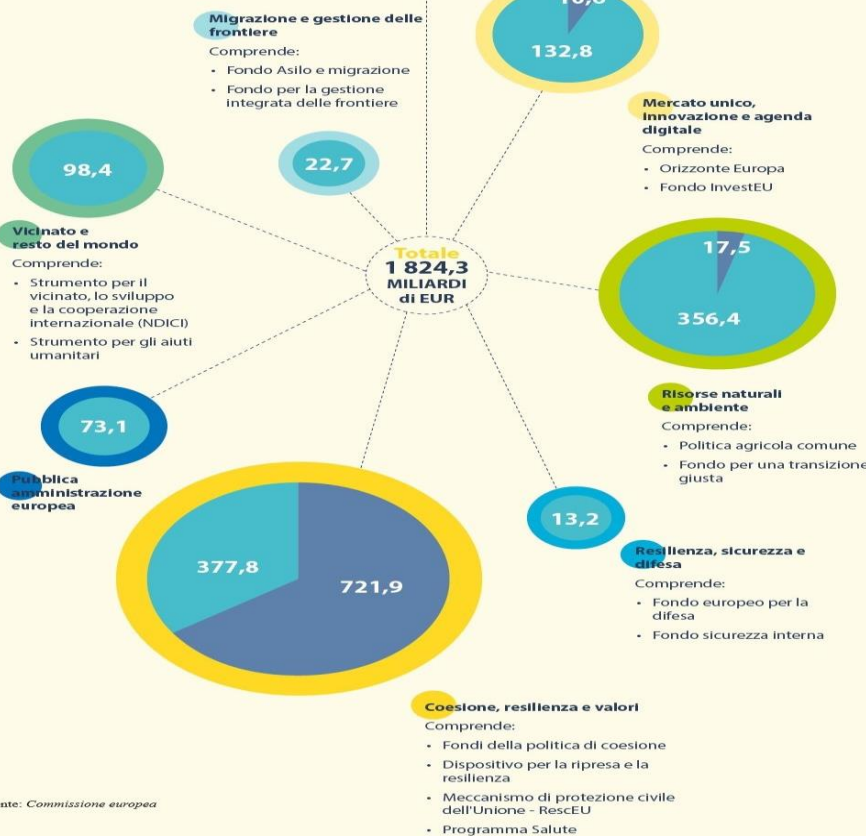 Migrazione e gestione delle
frontiere
Comprende:
• Fondo Asilo e migrazione
• Fondo per la gestione
integrata delle frontiere
132,8
Mercato unico,
innovazione e agenda
digitale
Comprende:
• Orizzonte Europa
• Fondo InvestEU
98,4
22,7
Vicinato e
resto del mondo
Comprende:
• Strumento per il
vicinato, lo sviluppo
e la cooperazione
internazionale (NDICI)
• Strumento per gli aiuti
umanitari
Totale
1 824,3
MILIARDI
di EUR
17,5
356,4
Risorse naturali
e ambiente
Comprende:
• Politica agricola comune
• Fondo per una transizione
giusta
73,1
Pubblica
amministrazione
europea
13,2
Resilienza, sicurezza e
difesa
Comprende:
• Fondo europeo per la
difesa
• Fondo sicurezza interna
377,8
721,9
Coesione, resilienza e valori
Comprende:
• Fondi della politica di coesione
• Dispositivo per la ripresa e la
resilienza
• Meccanismo di protezione civile
dell'Unione - RescEU
• Programma Salute
nte: Commissione europea